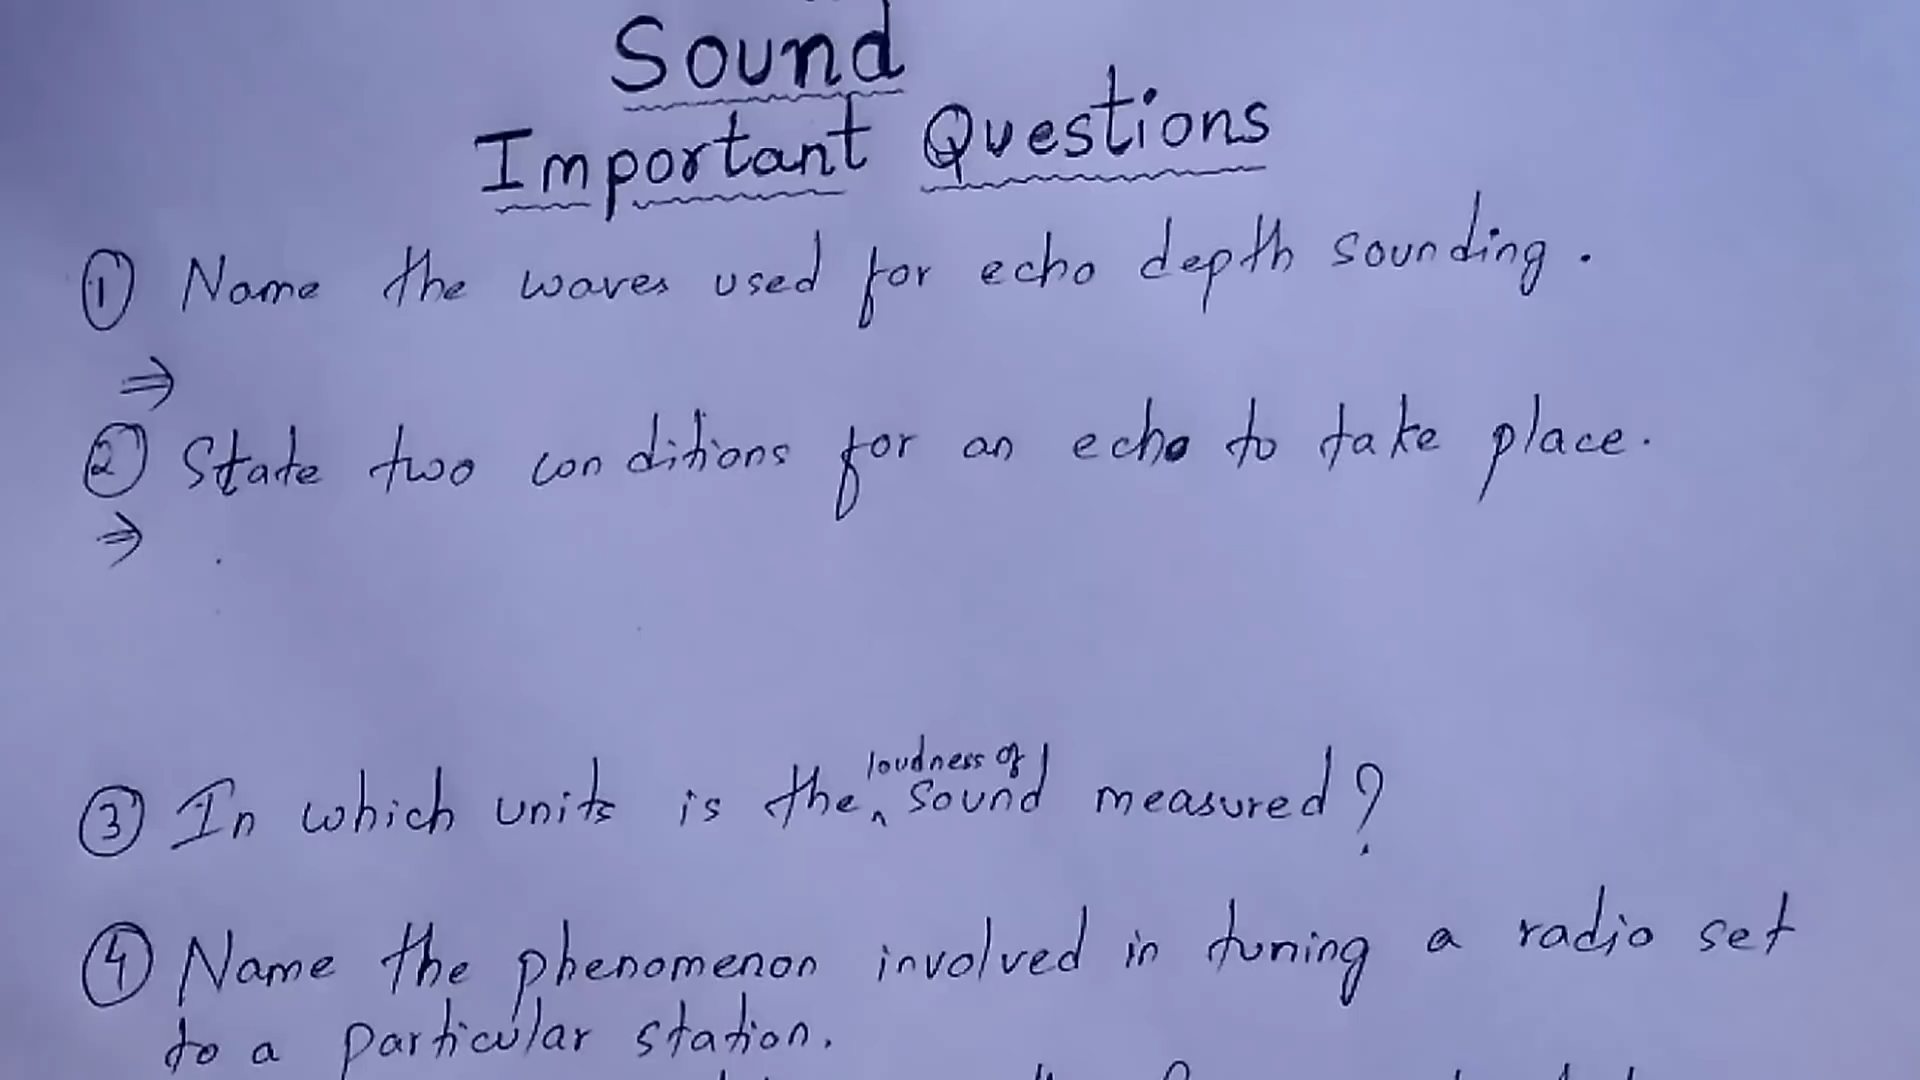 Sound
Important Questions
① Name the waves used for echo depth sounding.
⇒
② State two conditions for an echo to take place.
⇒
③ In which units is the loudness of sound measured?
④ Name the phenomenon involved in tuning a radio set
to a particular station.